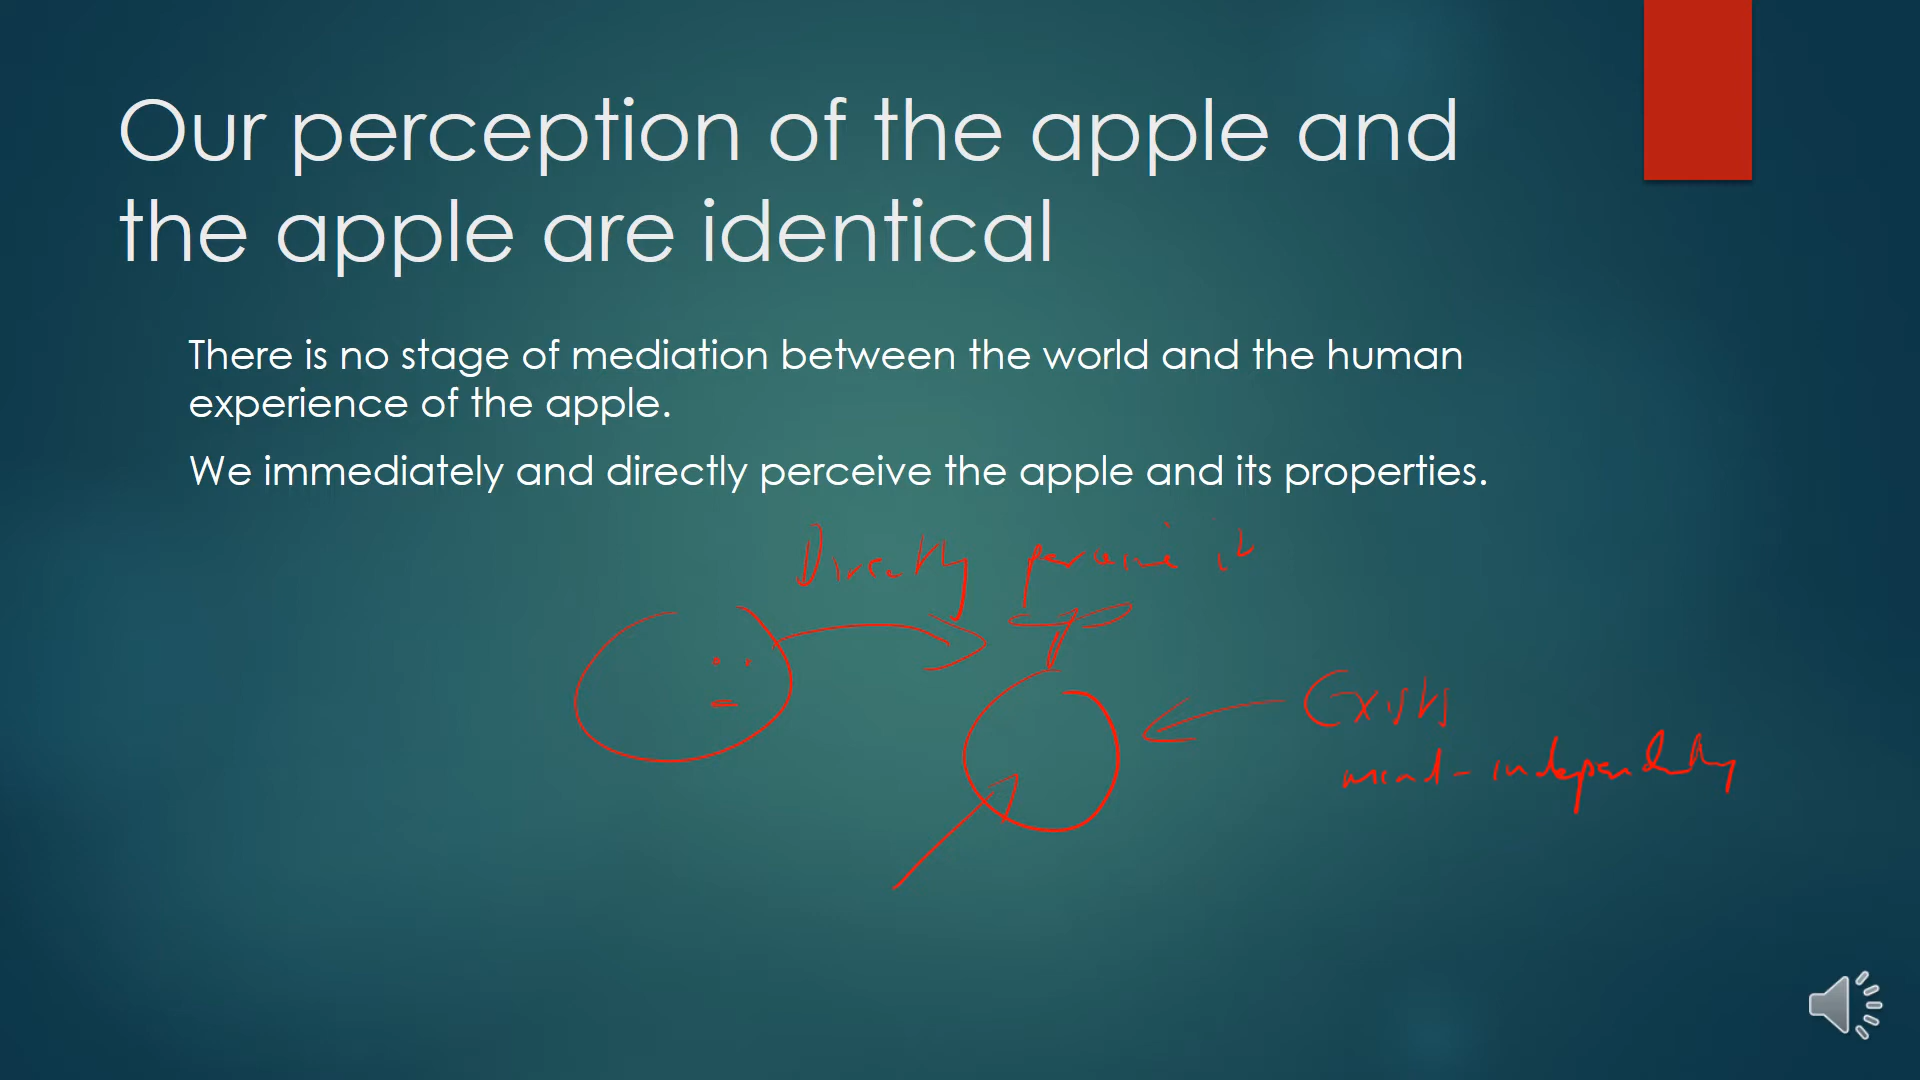 Our perception of the apple and
the apple are identical
There is no stage of mediation between the world and the human
experience of the apple.
We immediately and directly perceive the apple and its properties.
Directly perceive it
Exists
mind-independently